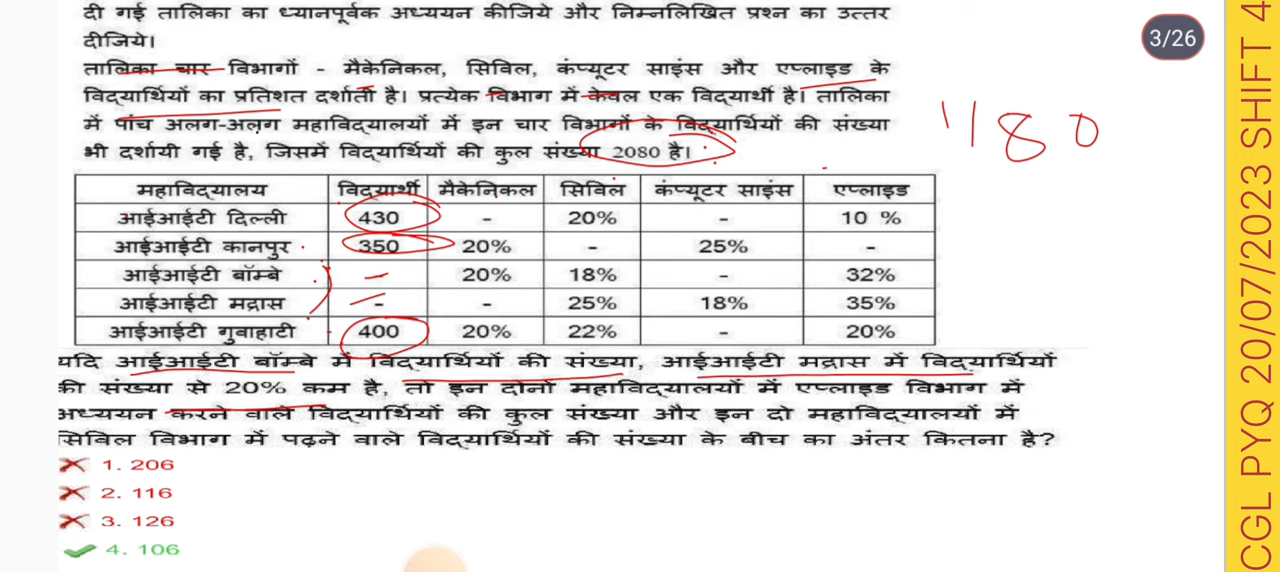 दी गई तालिका का ध्यानपूर्वक अध्ययन कीजिये और निम्नलिखित प्रश्न का उत्तर
दीजिये।
तालिका चार विभागों - मैकेनिकल, सिविल, कंप्यूटर साइंस और एप्लाइड के
विद्यार्थियों का प्रतिशत दर्शाती है। प्रत्येक विभाग में केवल एक विद्यार्थी है। तालिका
में पांच अलग-अलग महाविद्यालयों में इन चार विभागों के विद्यार्थियों की संख्या
भी दर्शायी गई है, जिसमें विद्यार्थियों की कुल संख्या 2080 है।
महाविद्यालय विद्यार्थी मैकेनिकल सिविल कंप्यूटर साइंस एप्लाइड
आईआईटी दिल्ली 430 - 20% - 10 %
आईआईटी कानपुर 350 20% - 25% -
आईआईटी बॉम्बे - 20% 18% - 32%
आईआईटी मद्रास - - 25% 18% 35%
आईआईटी गुवाहाटी 400 20% 22% - 20%
यदि आईआईटी बॉम्बे में विद्यार्थियों की संख्या, आईआईटी मद्रास में विद्यार्थियों
की संख्या से 20% कम है, तो इन दोनों महाविद्यालयों में एप्लाइड विभाग में
अध्ययन करने वाले विद्यार्थियों की कुल संख्या और इन दो महाविद्यालयों में
सिविल विभाग में पढ़ने वाले विद्यार्थियों की संख्या के बीच का अंतर कितना है?
1. 206
2. 116
3. 126
4. 106
1180
3/26
CGL PYQ 20/07/2023 SHIFT 4